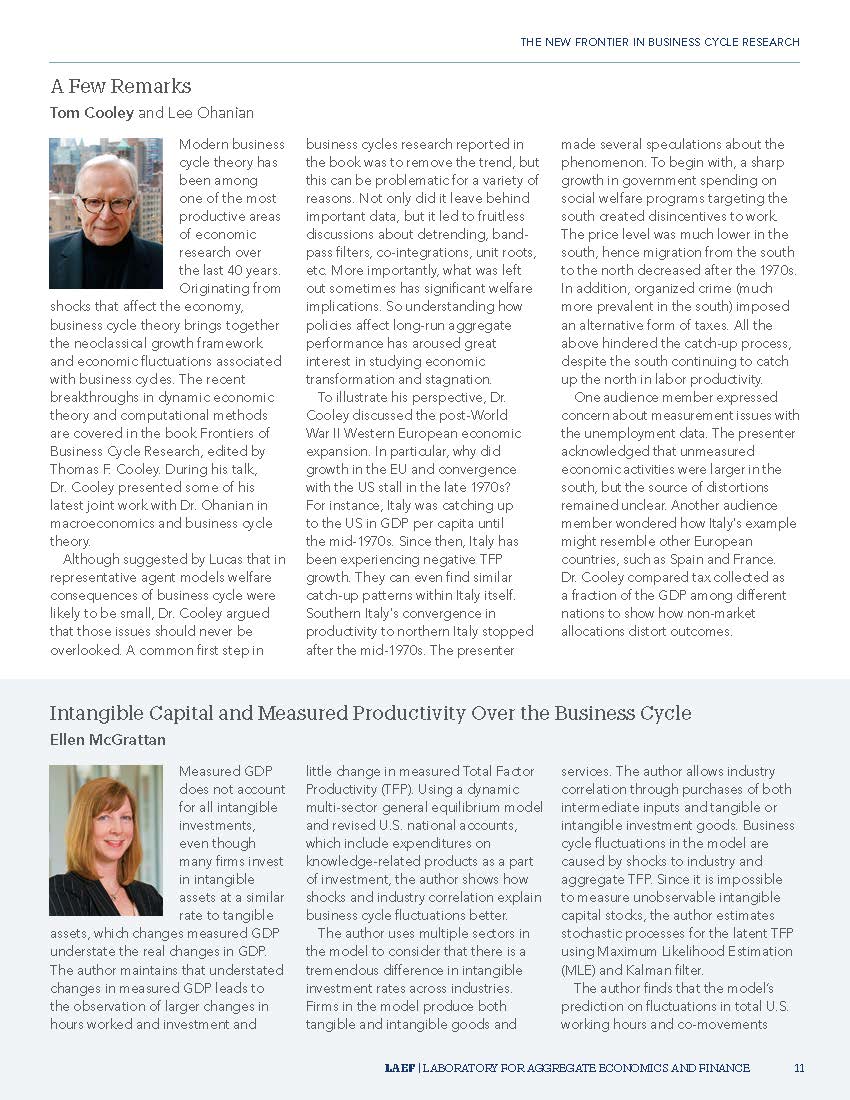 THE NEW FRONTIER IN BUSINESS CYCLE RESEARCH
A Few Remarks
Tom Cooley and Lee Ohanian
Modern business
cycle theory has
been among
one of the most
productive areas
of economic
research over
the last 40 years.
Originating from
shocks that affect the economy,
business cycle theory brings together
the neoclassical growth framework
and economic fluctuations associated
with business cycles. The recent
breakthroughs in dynamic economic
theory and computational methods
are covered in the book Frontiers of
Business Cycle Research, edited by
Thomas F. Cooley. During his talk,
Dr. Cooley presented some of his
latest joint work with Dr. Ohanian in
macroeconomics and business cycle
theory.
Although suggested by Lucas that in
representative agent models welfare
consequences of business cycle were
likely to be small, Dr. Cooley argued
that those issues should never be
overlooked. A common first step in
business cycles research reported in
the book was to remove the trend, but
this can be problematic for a variety of
reasons. Not only did it leave behind
important data, but it led to fruitless
discussions about detrending, band-
pass filters, co-integrations, unit roots,
etc. More importantly, what was left
out sometimes has significant welfare
implications. So understanding how
policies affect long-run aggregate
performance has aroused great
interest in studying economic
transformation and stagnation.
To illustrate his perspective, Dr.
Cooley discussed the post-World
War II Western European economic
expansion. In particular, why did
growth in the EU and convergence
with the US stall in the late 1970s?
For instance, Italy was catching up
to the US in GDP per capita until
the mid-1970s. Since then, Italy has
been experiencing negative TFP
growth. They can even find similar
catch-up patterns within Italy itself.
Southern Italy's convergence in
productivity to northern Italy stopped
after the mid-1970s. The presenter
made several speculations about the
phenomenon. To begin with, a sharp
growth in government spending on
social welfare programs targeting the
south created disincentives to work.
The price level was much lower in the
south, hence migration from the south
to the north decreased after the 1970s.
In addition, organized crime (much
more prevalent in the south) imposed
an alternative form of taxes. All the
above hindered the catch-up process,
despite the south continuing to catch
up the north in labor productivity.
One audience member expressed
concern about measurement issues with
the unemployment data. The presenter
acknowledged that unmeasured
economic activities were larger in the
south, but the source of distortions
remained unclear. Another audience
member wondered how Italy's example
might resemble other European
countries, such as Spain and France.
Dr. Cooley compared tax collected as
a fraction of the GDP among different
nations to show how non-market
allocations distort outcomes.
Intangible Capital and Measured Productivity Over the Business Cycle
Ellen McGrattan
Measured GDP
does not account
for all intangible
investments,
even though
many firms invest
in intangible
assets at a similar
rate to tangible
assets, which changes measured GDP
understate the real changes in GDP.
The author maintains that understated
changes in measured GDP leads to
the observation of larger changes in
hours worked and investment and
little change in measured Total Factor
Productivity (TFP). Using a dynamic
multi-sector general equilibrium model
and revised U.S. national accounts,
which include expenditures on
knowledge-related products as a part
of investment, the author shows how
shocks and industry correlation explain
business cycle fluctuations better.
The author uses multiple sectors in
the model to consider that there is a
tremendous difference in intangible
investment rates across industries.
Firms in the model produce both
tangible and intangible goods and
services. The author allows industry
correlation through purchases of both
intermediate inputs and tangible or
intangible investment goods. Business
cycle fluctuations in the model are
caused by shocks to industry and
aggregate TFP. Since it is impossible
to measure unobservable intangible
capital stocks, the author estimates
stochastic processes for the latent TFP
using Maximum Likelihood Estimation
(MLE) and Kalman filter.
The author finds that the model's
prediction on fluctuations in total U.S.
working hours and co-movements
LAEF | LABORATORY FOR AGGREGATE ECONOMICS AND FINANCE 11